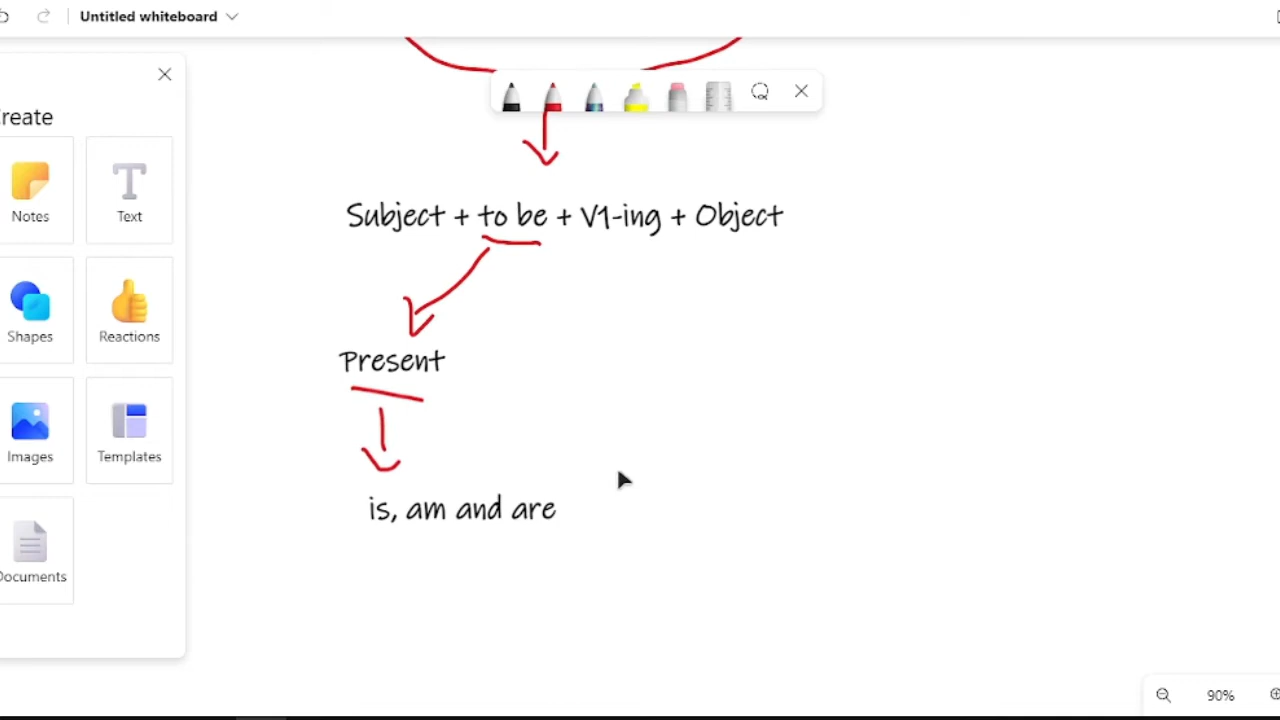 Untitled whiteboard
reate
Notes
Text
Subject + to be + V1-ing + Object
Shapes
Reactions
Present
Images
Templates
is, am and are
Documents
90%